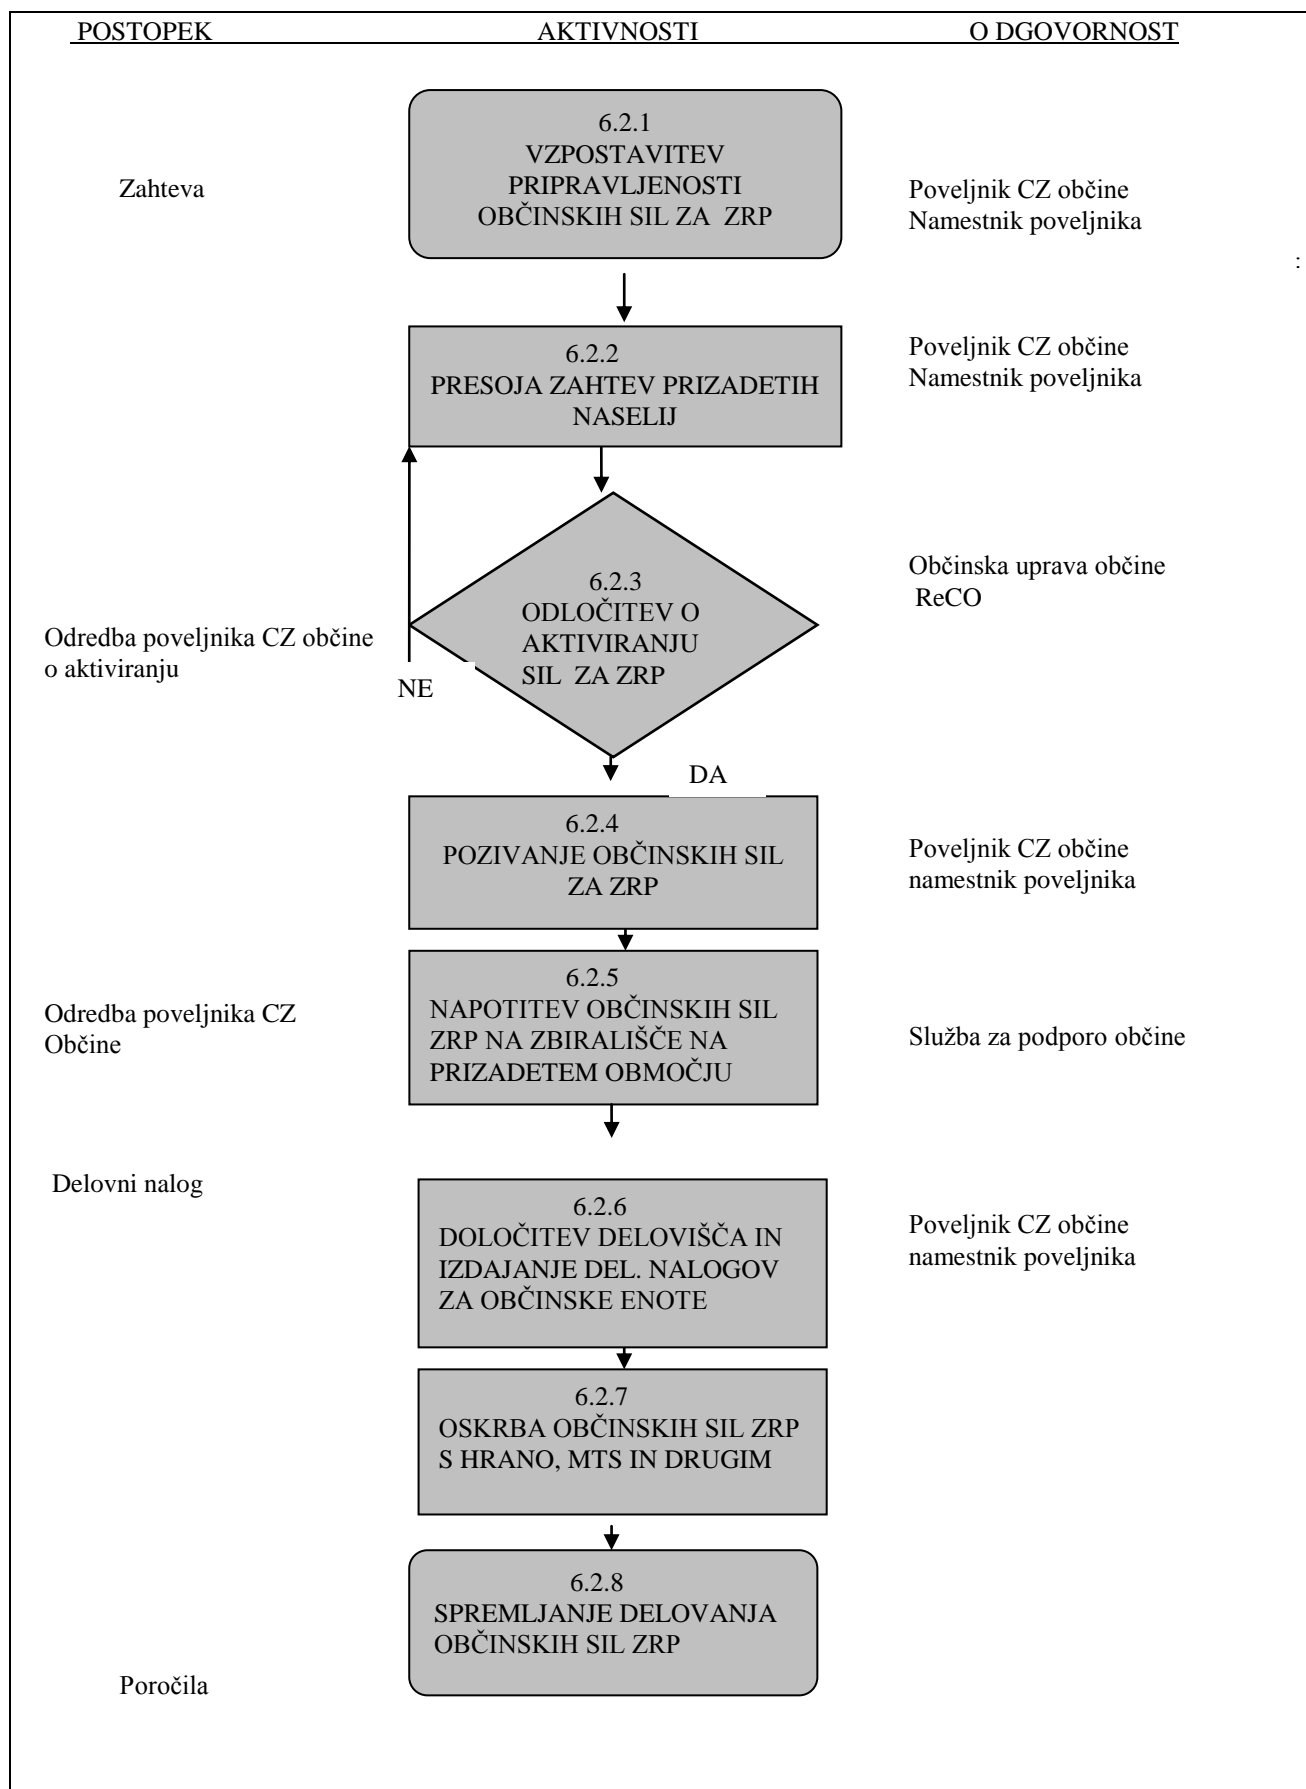 POSTOPEK AKTIVNOSTI O DGOVORNOST
6.2.1
VZPOSTAVITEV
PRIPRAVLJENOSTI
OBČINSKIH SIL ZA ZRP
Zahteva
Poveljnik CZ občine
Namestnik poveljnika
:
6.2.2
PRESOJA ZAHTEV PRIZADETIH
NASELIJ
Poveljnik CZ občine
Namestnik poveljnika
6.2.3
ODLOČITEV O
AKTIVIRANJU
SIL ZA ZRP
Občinska uprava občine
ReCO
Odredba poveljnika CZ občine
o aktiviranju
NE
DA
6.2.4
POZIVANJE OBČINSKIH SIL
ZA ZRP
Poveljnik CZ občine
namestnik poveljnika
6.2.5
NAPOTITEV OBČINSKIH SIL
ZRP NA ZBIRALIŠČE NA
PRIZADETEM OBMOČJU
Odredba poveljnika CZ
Občine
Služba za podporo občine
Delovni nalog
6.2.6
DOLOČITEV DELOVIŠČA IN
IZDAJANJE DEL. NALOGOV
ZA OBČINSKE ENOTE
Poveljnik CZ občine
namestnik poveljnika
6.2.7
OSKRBA OBČINSKIH SIL ZRP
S HRANO, MTS IN DRUGIM
6.2.8
SPREMLJANJE DELOVANJA
OBČINSKIH SIL ZRP
Poročila